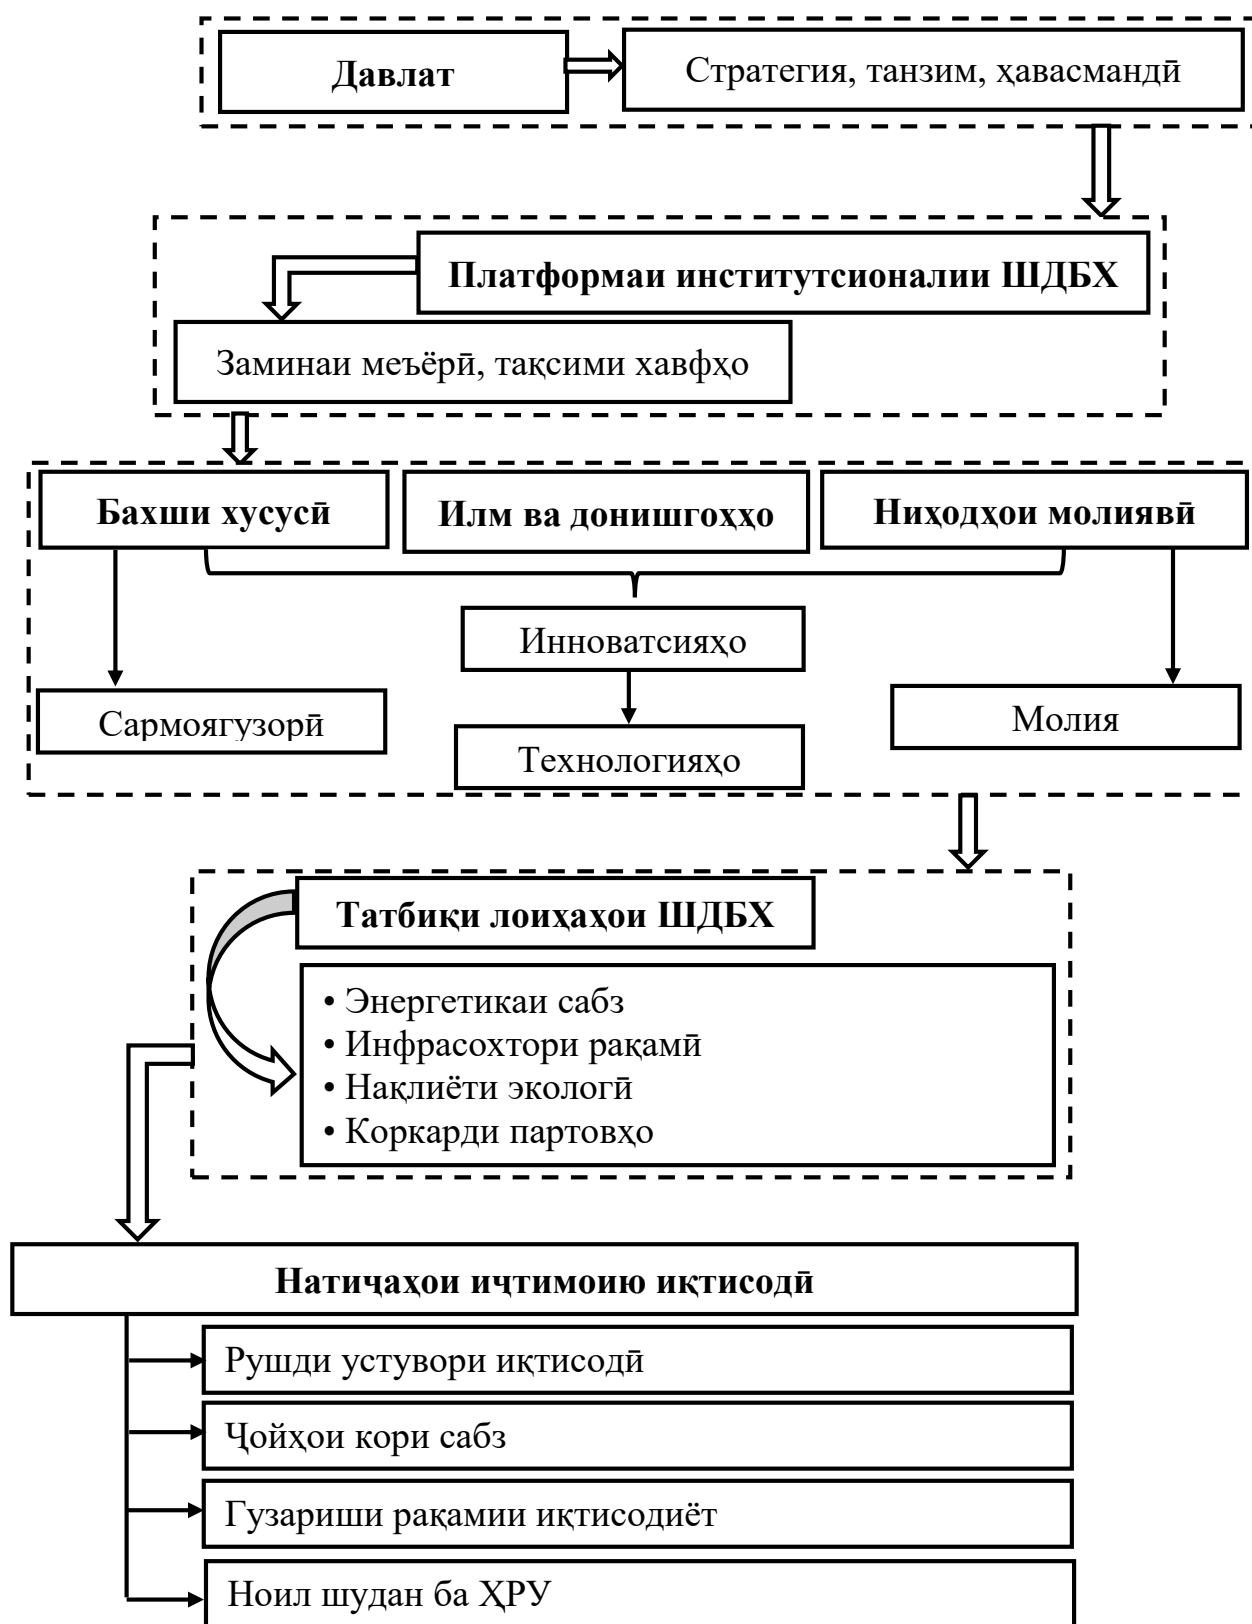 Давлат
Стратегия, танзим, ҳавасмандӣ
Платформаи институтсионалии ШДБХ
Заминаи меъёрӣ, тақсими хавфҳо
Бахши хусусӣ
Илм ва донишгоҳҳо
Ниҳодҳои молиявӣ
Инноватсияҳо
Сармоягузорӣ
Молия
Технологияҳо
Татбиқи лоиҳаҳои ШДБХ
• Энергетикаи сабз
• Инфрасохтори рақамӣ
• Нақлиёти экологӣ
• Коркарди партовҳо
Натиҷаҳои иҷтимоию иқтисодӣ
Рушди устувори иқтисодӣ
Ҷойҳои кори сабз
Гузариши рақамии иқтисодиёт
Ноил шудан ба ҲРУ